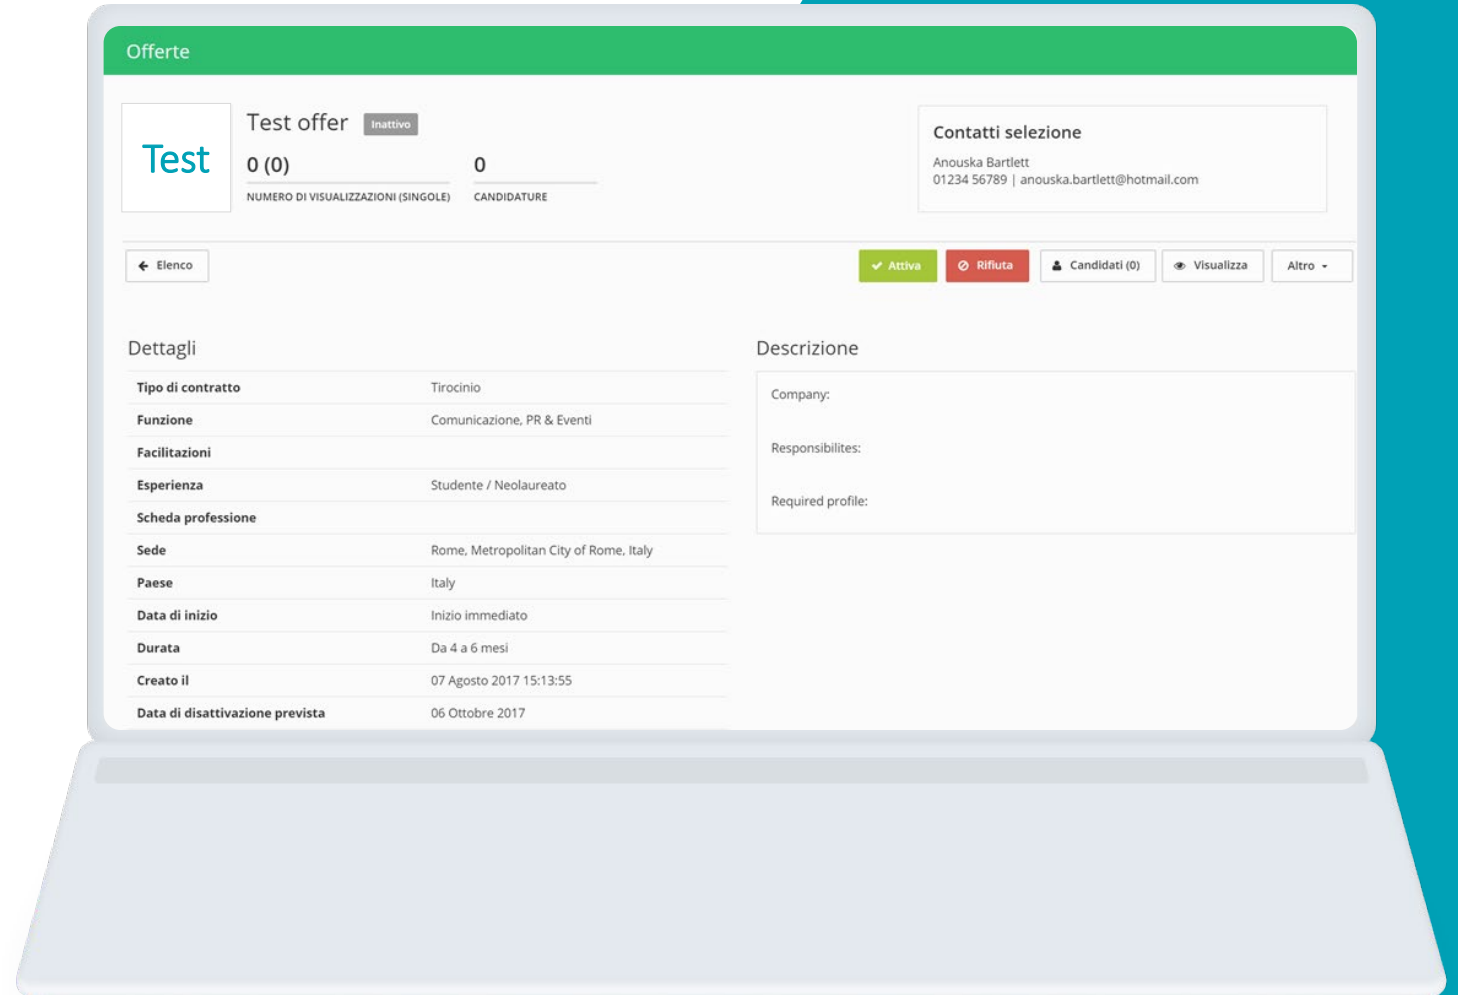 Offerte
Test
Test offer Inattivo
0 (0) 0
NUMERO DI VISUALIZZAZIONI (SINGOLE) CANDIDATURE
Contatti selezione
Anouska Bartlett
01234 56789 | anouska.bartlett@hotmail.com
Elenco
Attiva Rifiuta Candidati (0) Visualizza Altro
Dettagli
Tipo di contratto Tirocinio
Funzione Comunicazione, PR & Eventi
Facilitazioni
Esperienza Studente / Neolaureato
Scheda professione
Sede Rome, Metropolitan City of Rome, Italy
Paese Italy
Data di inizio Inizio immediato
Durata Da 4 a 6 mesi
Creato il 07 Agosto 2017 15:13:55
Data di disattivazione prevista 06 Ottobre 2017
Descrizione
Company:
Responsibilites:
Required profile: